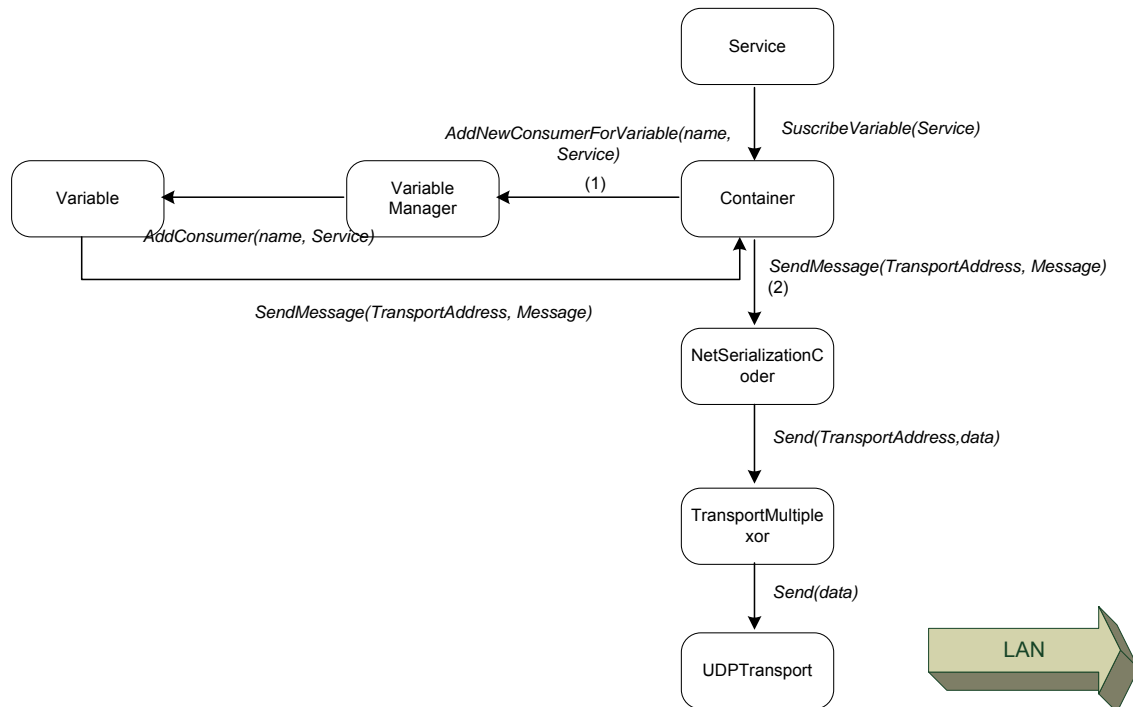 Service
SuscribeVariable(Service)
AddNewConsumerForVariable(name,
Service)
(1)
Variable
Variable
Manager
Container
AddConsumer(name, Service)
SendMessage(TransportAddress, Message)
(2)
SendMessage(TransportAddress, Message)
NetSerializationC
oder
Send(TransportAddress,data)
TransportMultiple
xor
Send(data)
UDPTransport
LAN